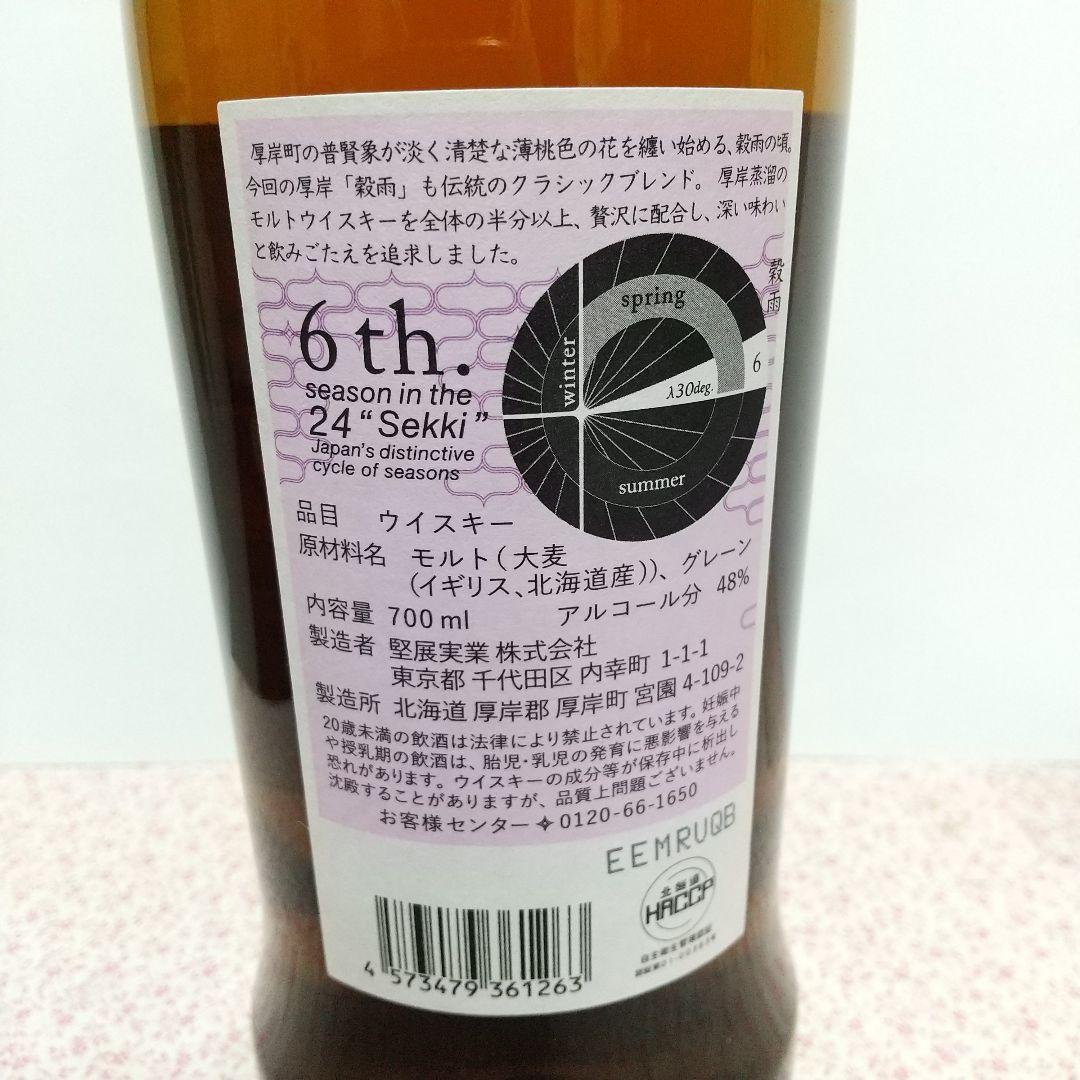 厚岸町の普賢象が淡く清楚な薄桃色の花を纏い始める、穀雨の頃。
今回の厚岸「穀雨」も伝統のクラシックブレンド。厚岸蒸溜の
モルトウイスキーを全体の半分以上、贅沢に配合し、深い味わい
と飲みごたえを追求しました。
穀雨
spring
winter
6
λ30deg.
summer
6th.
season in the
24 “Sekki”
Japan's distinctive
cycle of seasons
品目 ウイスキー
原材料名 モルト(大麦
(イギリス、北海道産))、グレーン
内容量 700 ml アルコール分 48%
製造者 堅展実業 株式会社
東京都 千代田区 内幸町 1-1-1
製造所 北海道 厚岸郡 厚岸町 宮園 4-109-2
20歳未満の飲酒は法律により禁止されています。妊娠中
や授乳期の飲酒は、胎児・乳児の発育に悪影響を与える
恐れがあります。ウイスキーの成分等が保存中に析出し
沈殿することがありますが、品質上問題ございません。
お客様センター✧0120-66-1650
EEMRUQB
北海道
HACCP
自主衛生管理認証
4 573479 361263